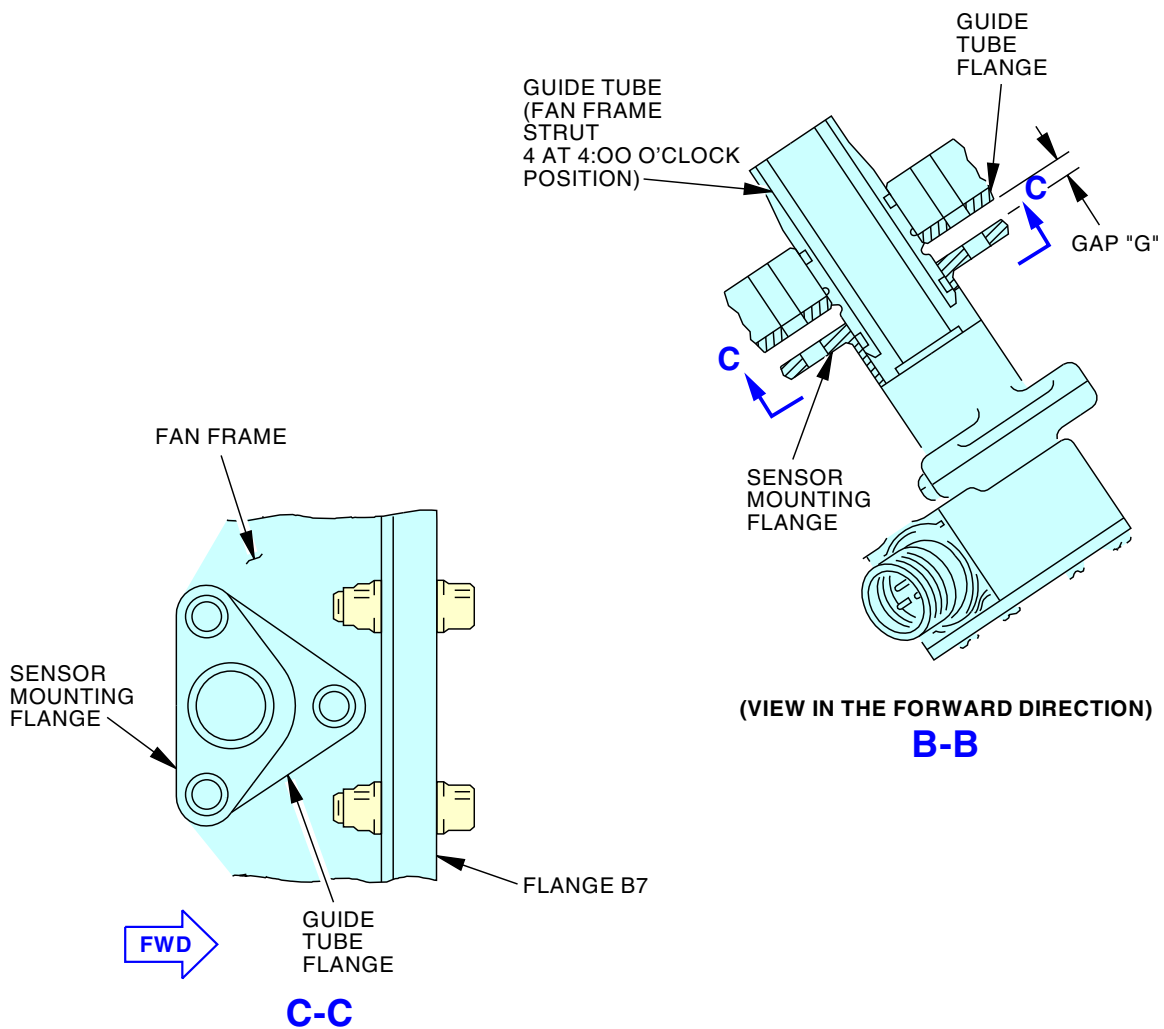 GUIDE
TUBE
FLANGE
GUIDE TUBE
(FAN FRAME
STRUT
4 AT 4:OO O'CLOCK
POSITION)
C
GAP "G"
C
SENSOR
MOUNTING
FLANGE
(VIEW IN THE FORWARD DIRECTION)
B-B
FAN FRAME
SENSOR
MOUNTING
FLANGE
FLANGE B7
GUIDE
TUBE
FLANGE
FWD
C-C